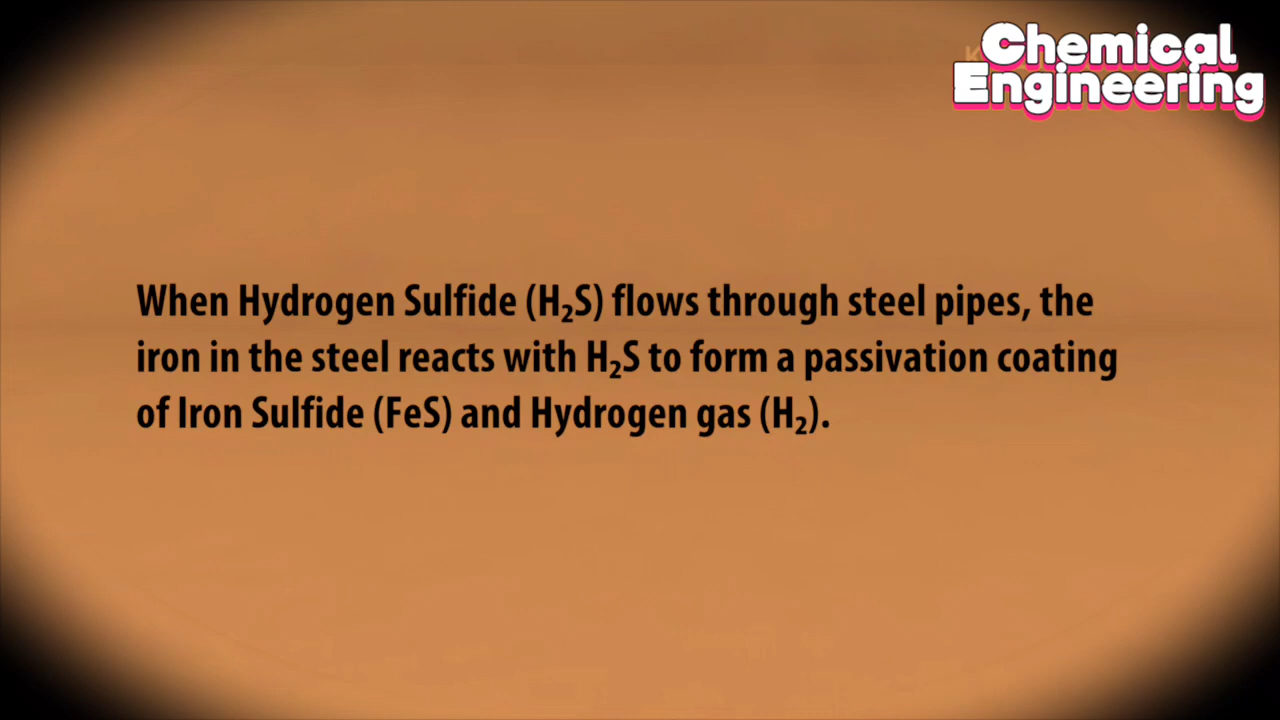 Chemical
Engineering
When Hydrogen Sulfide (H₂S) flows through steel pipes, the
iron in the steel reacts with H₂S to form a passivation coating
of Iron Sulfide (FeS) and Hydrogen gas (H₂).